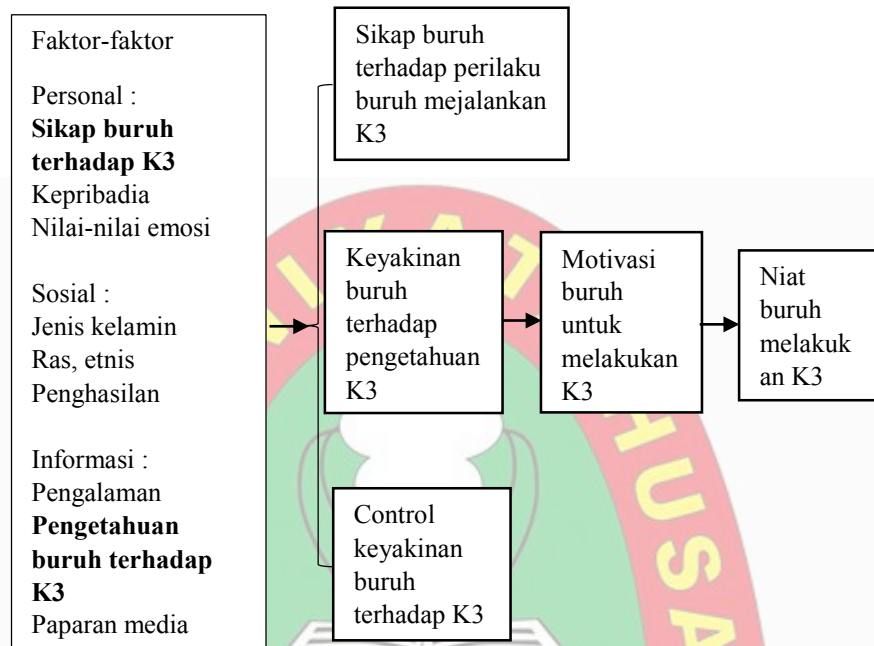 Faktor-faktor
Personal :
Sikap buruh
terhadap K3
Kepribadia
Nilai-nilai emosi
Sosial :
Jenis kelamin
Ras, etnis
Penghasilan
Informasi :
Pengalaman
Pengetahuan
buruh terhadap
K3
Paparan media
Sikap buruh
terhadap perilaku
buruh mejalankan
K3
Keyakinan
buruh
terhadap
pengetahuan
K3
Control
keyakinan
buruh
terhadap K3
Motivasi
buruh
untuk
melakukan
K3
Niat
buruh
melakuk
an K3